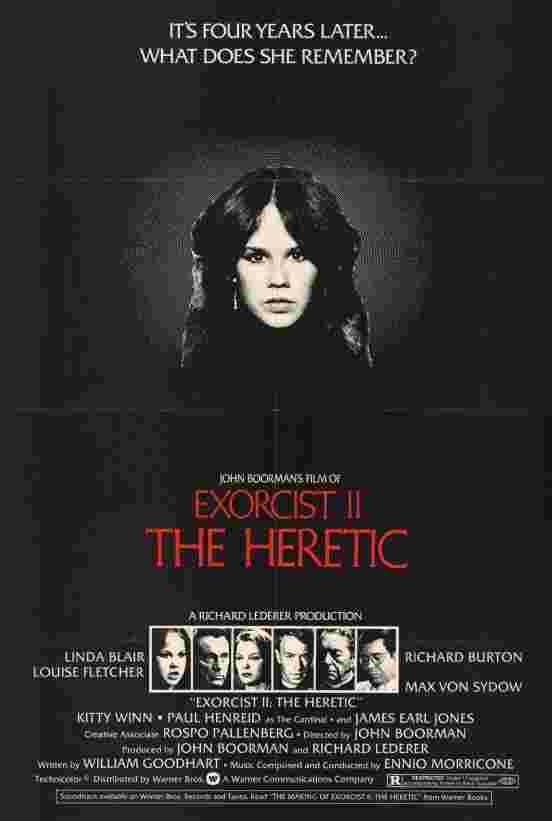 IT'S FOUR YEARS LATER...
WHAT DOES SHE REMEMBER?
JOHN BOORMAN'S FILM OF
EXORCIST II
THE HERETIC
A RICHARD LEDERER PRODUCTION
LINDA BLAIR
LOUISE FLETCHER
RICHARD BURTON
MAX VON SYDOW
"EXORCIST II: THE HERETIC"
KITTY WINN • PAUL HENREID as The Cardinal • and JAMES EARL JONES
Creative Associate ROSPO PALLENBERG • Directed by JOHN BOORMAN
Produced by JOHN BOORMAN and RICHARD LEDERER
Written by WILLIAM GOODHART • Music Composed and Conducted by ENNIO MORRICONE
Technicolor® Distributed by Warner Bros. W A Warner Communications Company
R RESTRICTED
Soundtrack available on Warner Bros. Records and Tapes. Read "THE MAKING OF EXORCIST II: THE HERETIC" from Warner Books